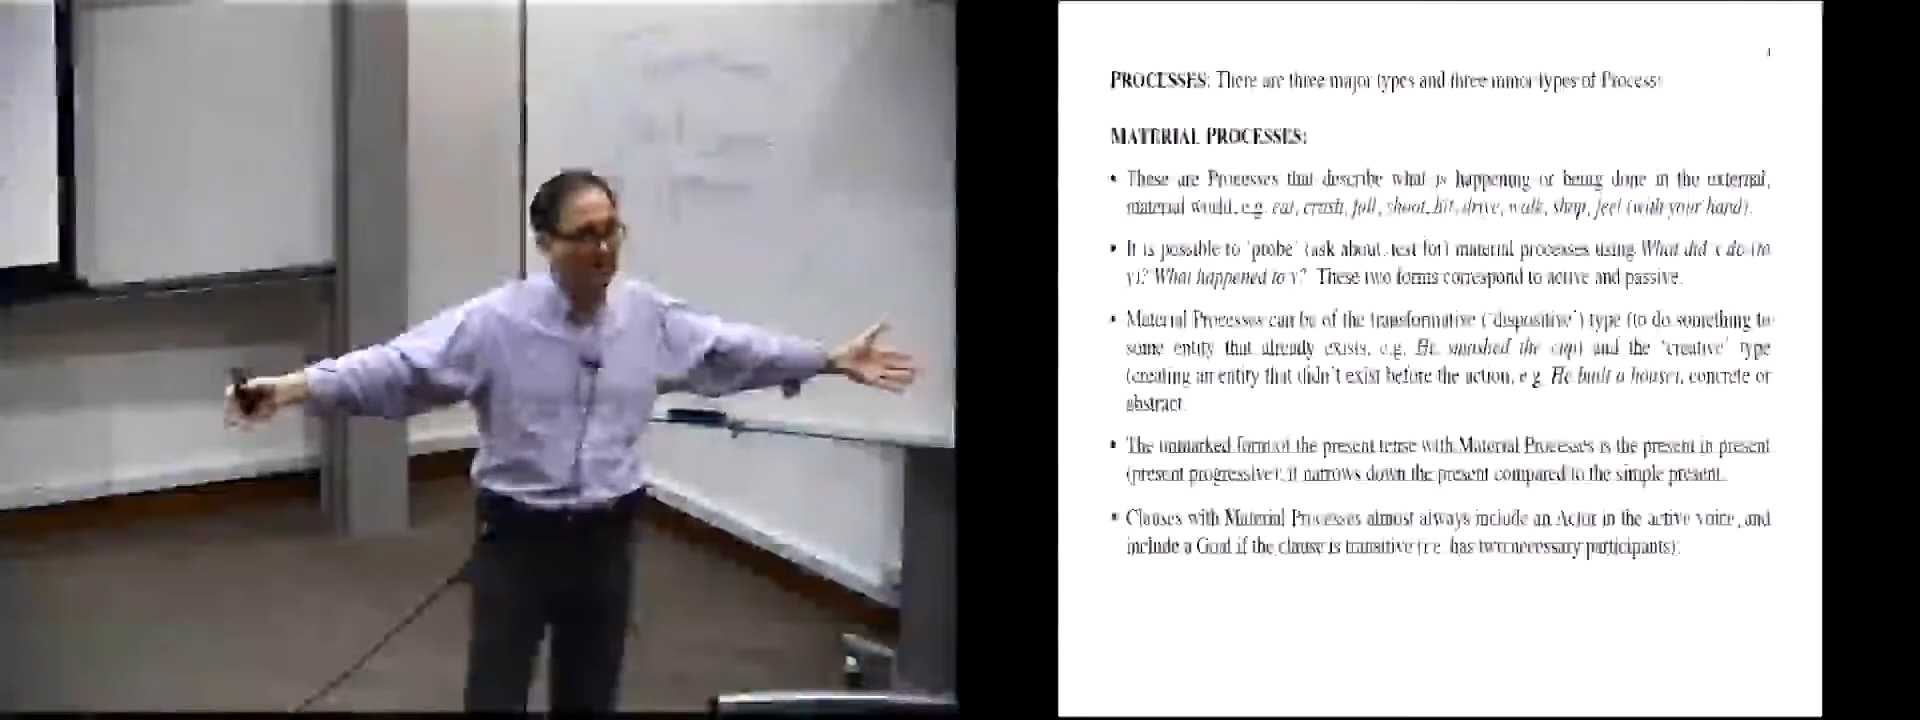 PROCESSES: There are three major types and three minor types of Process:
MATERIAL PROCESSES:
• These are Processes that describe what is happening or being done in the external,
material world, e.g. eat, crash, fall, shoot, hit, drive, walk, shop, feel (with your hand).
• It is possible to 'probe' (ask about, test for) material processes using What did x do (to
y)? What happened to y? These two forms correspond to active and passive.
• Material Processes can be of the transformative ('dispositive') type (to do something to
some entity that already exists, e.g. He smashed the cup) and the 'creative' type
(creating an entity that didn't exist before the action, e.g. He built a house), concrete or
abstract.
• The unmarked form of the present tense with Material Processes is the present in present
(present progressive); it narrows down the present compared to the simple present.
• Clauses with Material Processes almost always include an Actor in the active voice, and
include a Goal if the clause is transitive (i.e. has two necessary participants).